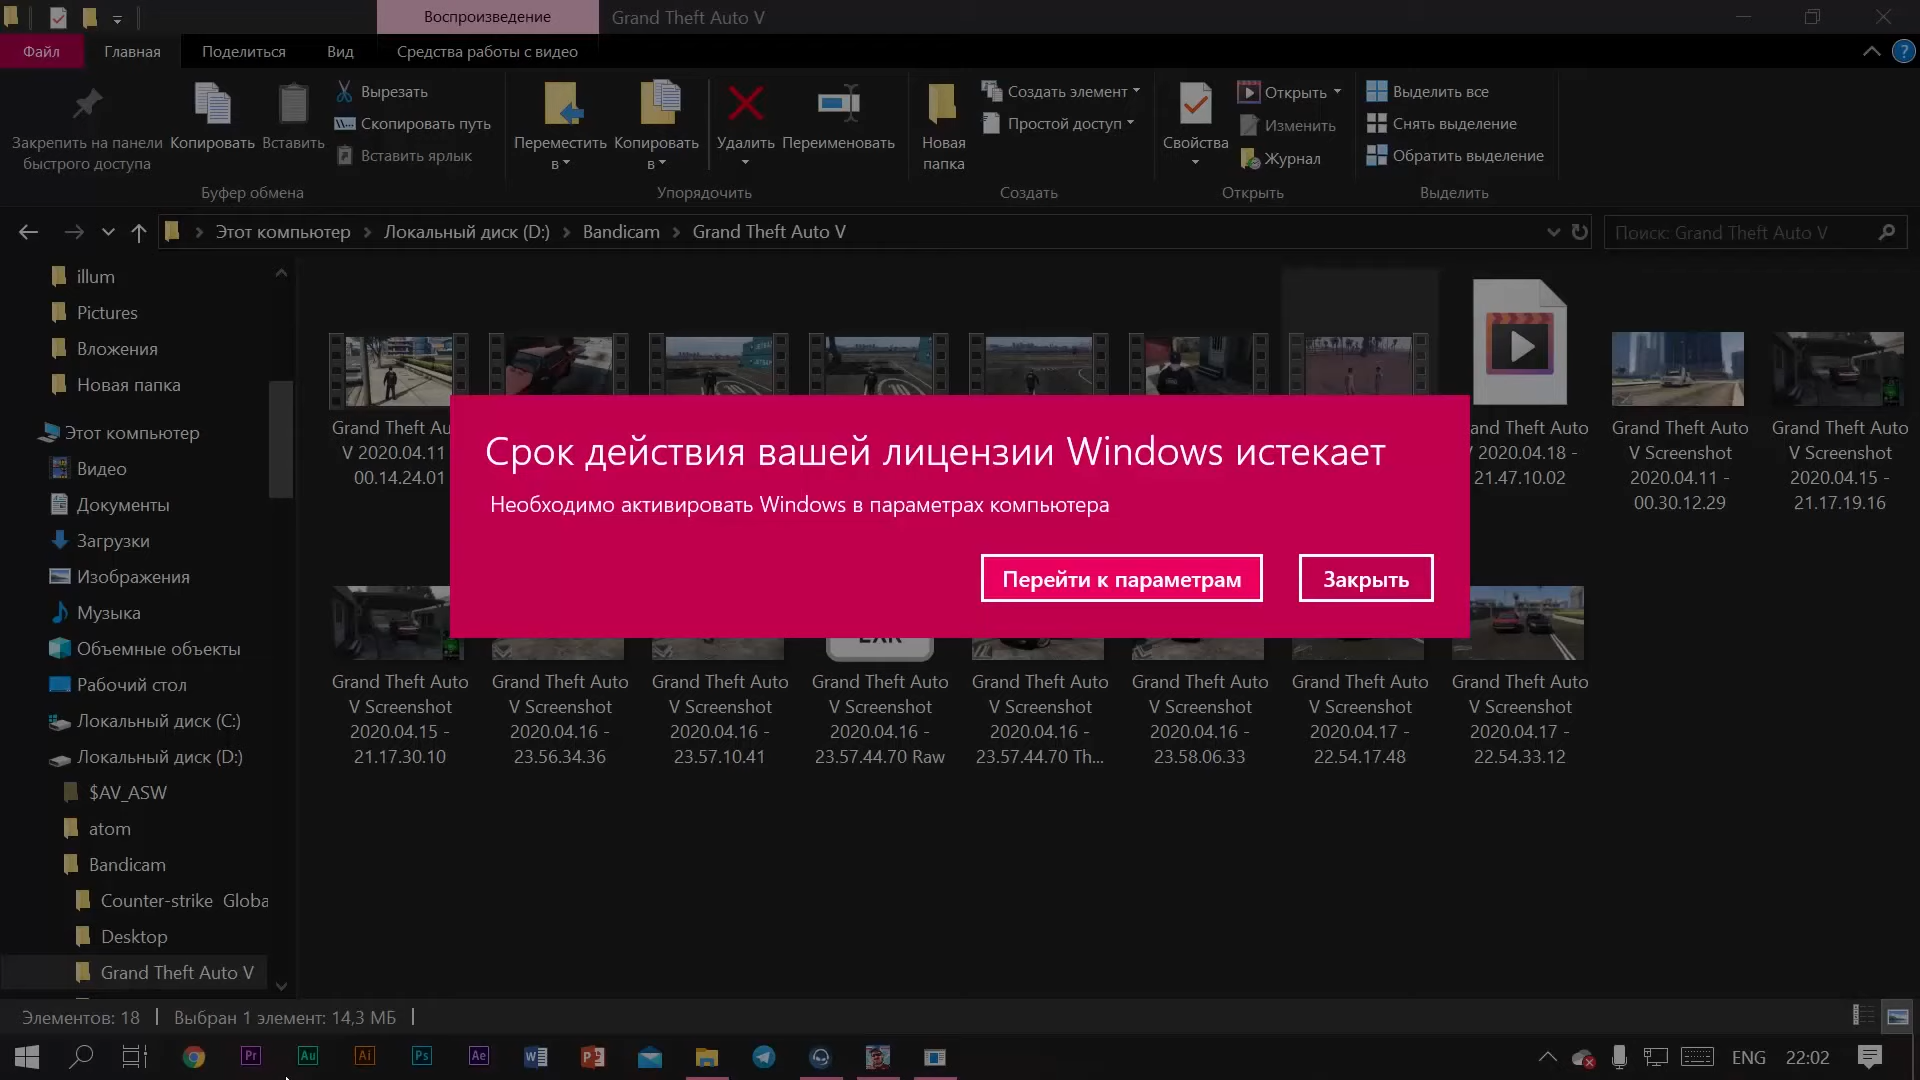 Воспроизведение
Grand Theft Auto V
Файл
Главная
Поделиться
Вид
Средства работы с видео
Закрепить на панели
быстрого доступа
Копировать
Вставить
Вырезать
Скопировать путь
Вставить ярлык
Буфер обмена
Переместить
в
Копировать
в
Удалить
Переименовать
Упорядочить
Новая
папка
Создать элемент
Простой доступ
Создать
Свойства
Открыть
Изменить
Журнал
Открыть
Выделить все
Снять выделение
Обратить выделение
Выделить
Этот компьютер
Локальный диск (D:)
Bandicam
Grand Theft Auto V
Поиск: Grand Theft Auto V
illum
Pictures
Вложения
Новая папка
Этот компьютер
Видео
Документы
Загрузки
Изображения
Музыка
Объемные объекты
Рабочий стол
Локальный диск (C:)
Локальный диск (D:)
$AV_ASW
atom
Bandicam
Counter-strike Globa
Desktop
Grand Theft Auto V
Grand Theft Au
V 2020.04.11
00.14.24.01
and Theft Auto
V 2020.04.18 -
21.47.10.02
Grand Theft Auto
V Screenshot
2020.04.11 -
00.30.12.29
Grand Theft Auto
V Screenshot
2020.04.15 -
21.17.19.16
Срок действия вашей лицензии Windows истекает
Необходимо активировать Windows в параметрах компьютера
Перейти к параметрам
Закрыть
Grand Theft Auto
V Screenshot
2020.04.15 -
21.17.30.10
Grand Theft Auto
V Screenshot
2020.04.16 -
23.56.34.36
Grand Theft Auto
V Screenshot
2020.04.16 -
23.57.10.41
EXR
Grand Theft Auto
V Screenshot
2020.04.16 -
23.57.44.70 Raw
Grand Theft Auto
V Screenshot
2020.04.16 -
23.57.44.70 Th...
Grand Theft Auto
V Screenshot
2020.04.16 -
23.58.06.33
Grand Theft Auto
V Screenshot
2020.04.17 -
22.54.17.48
Grand Theft Auto
V Screenshot
2020.04.17 -
22.54.33.12
Элементов: 18
Выбран 1 элемент: 14,3 МБ
Pr
Au
Ai
Ps
Ae
ENG
22:02